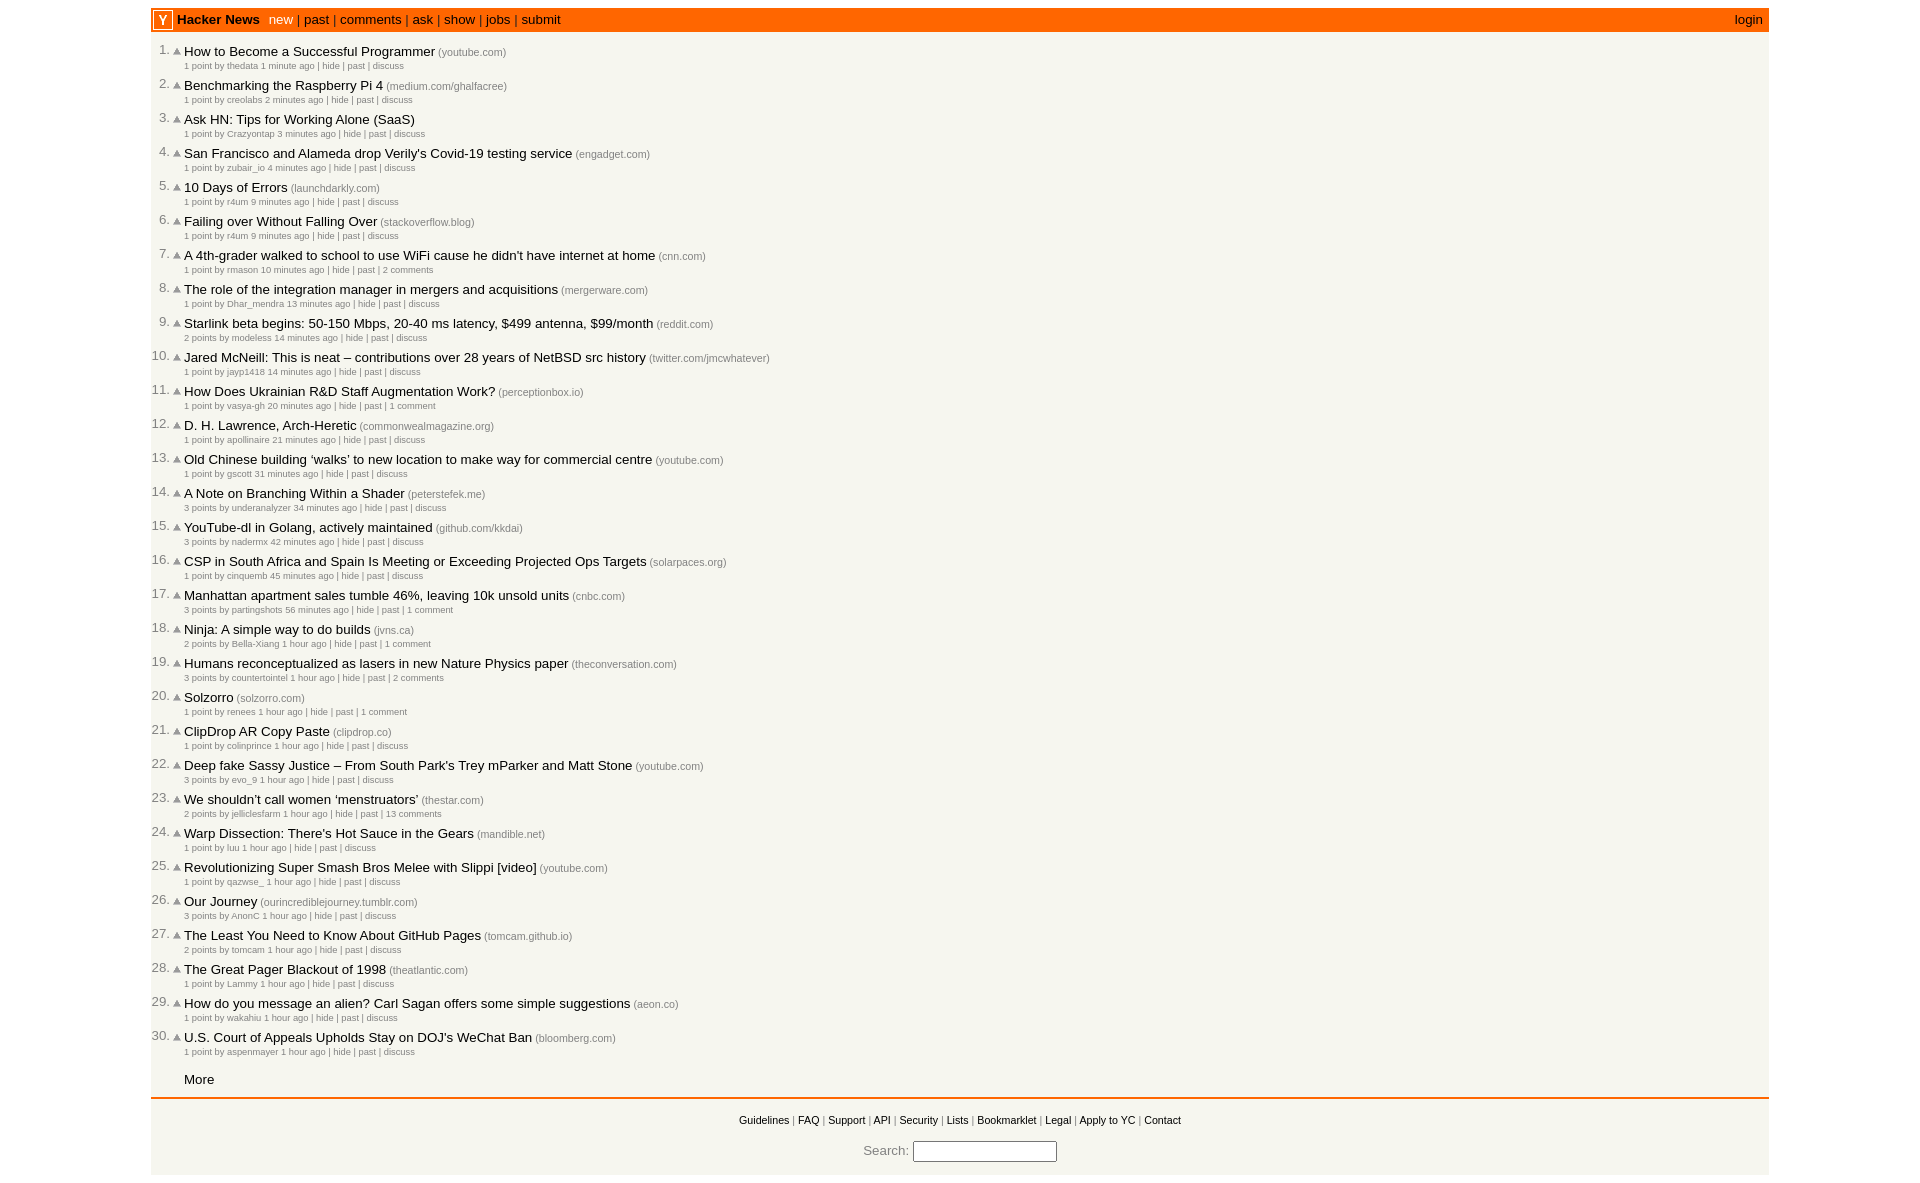 Y Hacker News new | past | comments | ask | show | jobs | submit login
1. How to Become a Successful Programmer (youtube.com)
1 point by thedata 1 minute ago | hide | past | discuss
2. Benchmarking the Raspberry Pi 4 (medium.com/ghalfacree)
1 point by creolabs 2 minutes ago | hide | past | discuss
3. Ask HN: Tips for Working Alone (SaaS)
1 point by Crazyontap 3 minutes ago | hide | past | discuss
4. San Francisco and Alameda drop Verily's Covid-19 testing service (engadget.com)
1 point by zubair_io 4 minutes ago | hide | past | discuss
5. 10 Days of Errors (launchdarkly.com)
1 point by r4um 9 minutes ago | hide | past | discuss
6. Failing over Without Falling Over (stackoverflow.blog)
1 point by r4um 9 minutes ago | hide | past | discuss
7. A 4th-grader walked to school to use WiFi cause he didn't have internet at home (cnn.com)
1 point by rmason 10 minutes ago | hide | past | 2 comments
8. The role of the integration manager in mergers and acquisitions (mergerware.com)
1 point by Dhar_mendra 13 minutes ago | hide | past | discuss
9. Starlink beta begins: 50-150 Mbps, 20-40 ms latency, $499 antenna, $99/month (reddit.com)
2 points by modeless 14 minutes ago | hide | past | discuss
10. Jared McNeill: This is neat – contributions over 28 years of NetBSD src history (twitter.com/jmcwhatever)
1 point by jayp1418 14 minutes ago | hide | past | discuss
11. How Does Ukrainian R&D Staff Augmentation Work? (perceptionbox.io)
1 point by vasya-gh 20 minutes ago | hide | past | 1 comment
12. D. H. Lawrence, Arch-Heretic (commonwealmagazine.org)
1 point by apollinaire 21 minutes ago | hide | past | discuss
13. Old Chinese building ‘walks’ to new location to make way for commercial centre (youtube.com)
1 point by gscott 31 minutes ago | hide | past | discuss
14. A Note on Branching Within a Shader (peterstefek.me)
3 points by underanalyzer 34 minutes ago | hide | past | discuss
15. YouTube-dl in Golang, actively maintained (github.com/kkdai)
3 points by nadermx 42 minutes ago | hide | past | discuss
16. CSP in South Africa and Spain Is Meeting or Exceeding Projected Ops Targets (solarpaces.org)
1 point by cinquemb 45 minutes ago | hide | past | discuss
17. Manhattan apartment sales tumble 46%, leaving 10k unsold units (cnbc.com)
3 points by partingshots 56 minutes ago | hide | past | 1 comment
18. Ninja: A simple way to do builds (jvns.ca)
2 points by Bella-Xiang 1 hour ago | hide | past | 1 comment
19. Humans reconceptualized as lasers in new Nature Physics paper (theconversation.com)
3 points by countertointel 1 hour ago | hide | past | 2 comments
20. Solzorro (solzorro.com)
1 point by renees 1 hour ago | hide | past | 1 comment
21. ClipDrop AR Copy Paste (clipdrop.co)
1 point by colinprince 1 hour ago | hide | past | discuss
22. Deep fake Sassy Justice – From South Park's Trey mParker and Matt Stone (youtube.com)
3 points by evo_9 1 hour ago | hide | past | discuss
23. We shouldn’t call women ‘menstruators’ (thestar.com)
2 points by jelliclesfarm 1 hour ago | hide | past | 13 comments
24. Warp Dissection: There's Hot Sauce in the Gears (mandible.net)
1 point by luu 1 hour ago | hide | past | discuss
25. Revolutionizing Super Smash Bros Melee with Slippi [video] (youtube.com)
1 point by qazwse_ 1 hour ago | hide | past | discuss
26. Our Journey (ourincrediblejourney.tumblr.com)
3 points by AnonC 1 hour ago | hide | past | discuss
27. The Least You Need to Know About GitHub Pages (tomcam.github.io)
2 points by tomcam 1 hour ago | hide | past | discuss
28. The Great Pager Blackout of 1998 (theatlantic.com)
1 point by Lammy 1 hour ago | hide | past | discuss
29. How do you message an alien? Carl Sagan offers some simple suggestions (aeon.co)
1 point by wakahiu 1 hour ago | hide | past | discuss
30. U.S. Court of Appeals Upholds Stay on DOJ's WeChat Ban (bloomberg.com)
1 point by aspenmayer 1 hour ago | hide | past | discuss
More
Guidelines | FAQ | Support | API | Security | Lists | Bookmarklet | Legal | Apply to YC | Contact
Search: